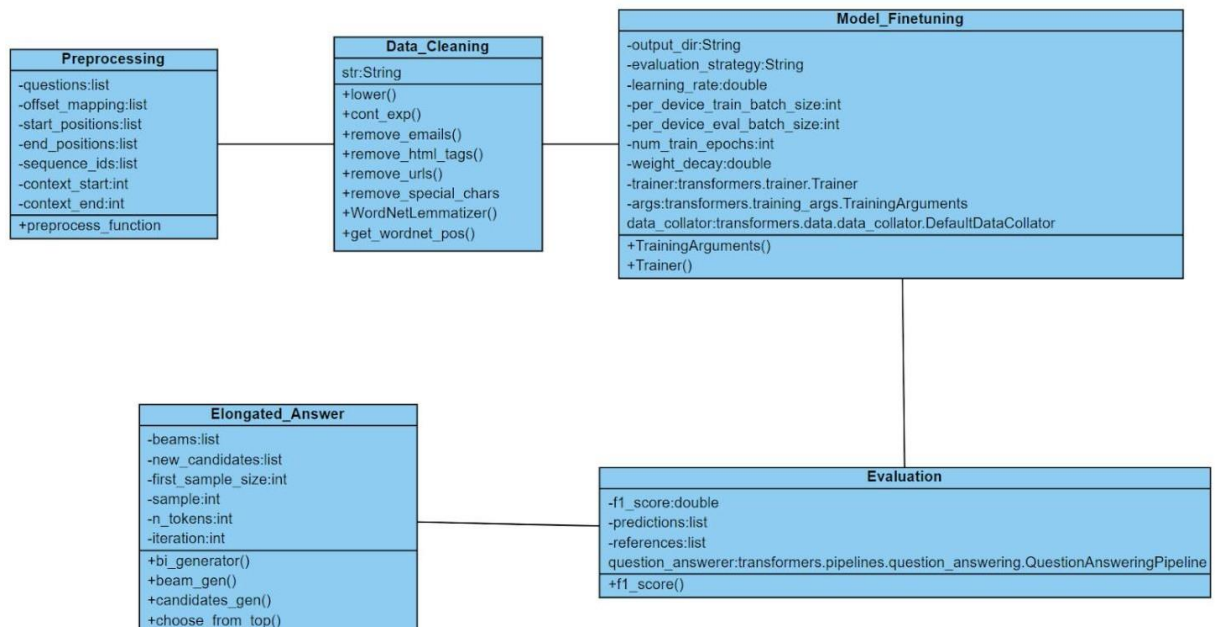 Preprocessing
-questions:list
-offset_mapping:list
-start_positions:list
-end_positions:list
-sequence_ids:list
-context_start:int
-context_end:int
+preprocess_function
Data_Cleaning
str:String
+lower()
+cont_exp()
+remove_emails()
+remove_html_tags()
+remove_urls()
+remove_special_chars
+WordNetLemmatizer()
+get_wordnet_pos()
Model_Finetuning
-output_dir:String
-evaluation_strategy:String
-learning_rate:double
-per_device_train_batch_size:int
-per_device_eval_batch_size:int
-num_train_epochs:int
-weight_decay:double
-trainer:transformers.trainer.Trainer
-args:transformers.training_args.TrainingArguments
data_collator:transformers.data.data_collator.DefaultDataCollator
+TrainingArguments()
+Trainer()
Elongated_Answer
-beams:list
-new_candidates:list
-first_sample_size:int
-sample:int
-n_tokens:int
-iteration:int
+bi_generator()
+beam_gen()
+candidates_gen()
+choose_from_top()
Evaluation
-f1_score:double
-predictions:list
-references:list
question_answerer:transformers.pipelines.question_answering.QuestionAnsweringPipeline
+f1_score()